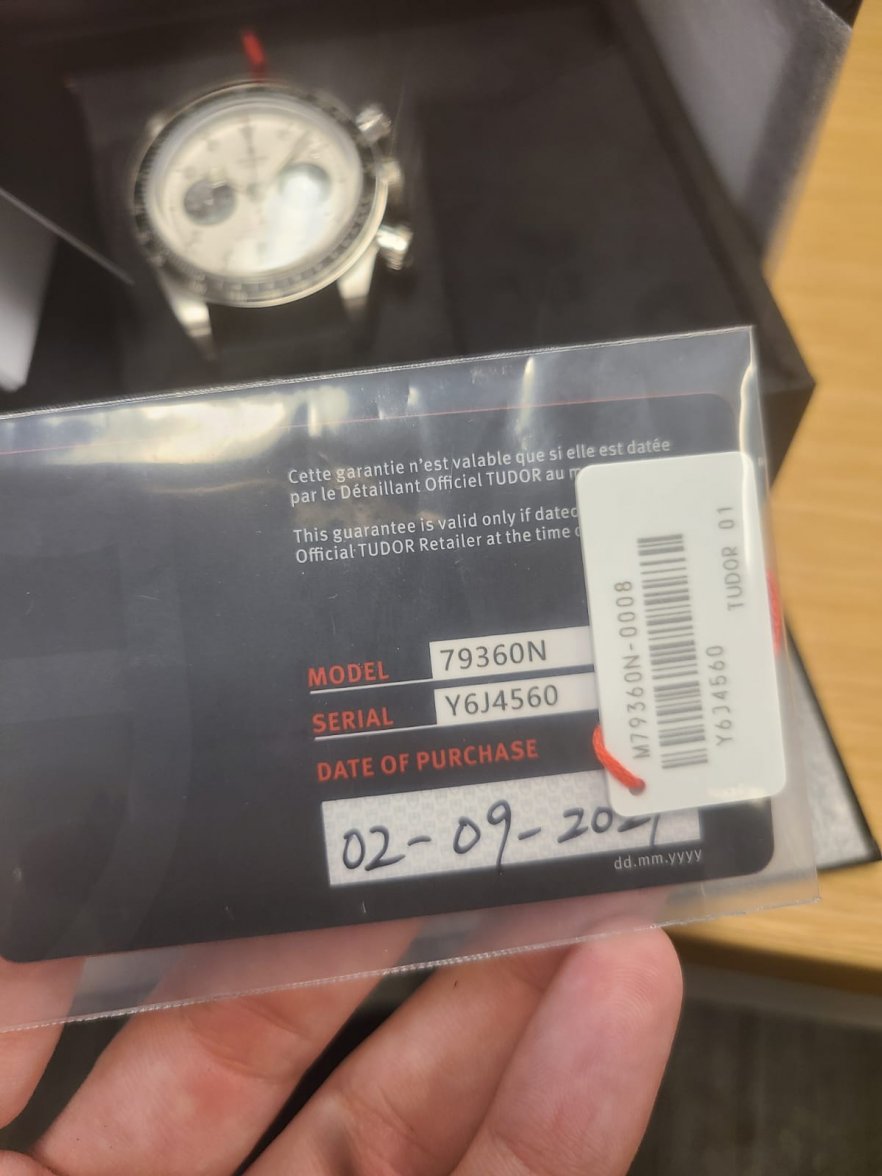 Cette garantie n'est valable que si elle est datée
par le Détaillant Officiel TUDOR au
This guarantee is valid only if dated
Official TUDOR Retailer at the time
MODEL 79360N
SERIAL Y6J4560
DATE OF PURCHASE
02-09-2021
dd.mm.yyyy
M79360N-0008
Y6J4560 TUDOR 01